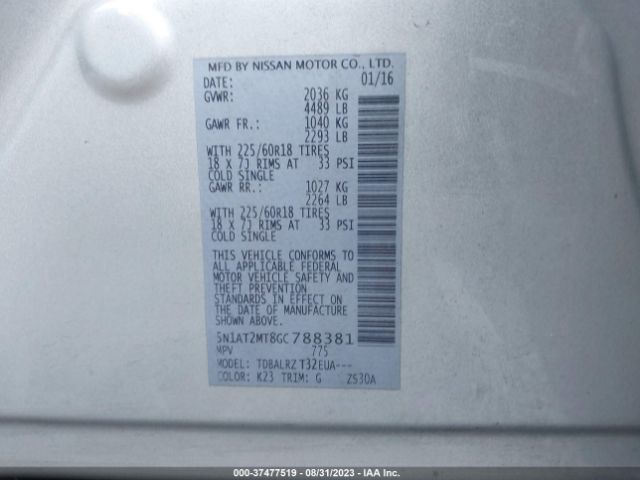 MFD BY NISSAN MOTOR CO., LTD.
DATE: 01/16
GVWR: 2036 KG
4489 LB
GAWR FR.: 1040 KG
2293 LB
WITH 225/60R18 TIRES
18 X 7J RIMS AT 33 PSI
COLD SINGLE
GAWR RR.: 1027 KG
2264 LB
WITH 225/60R18 TIRES
18 X 7J RIMS AT 33 PSI
COLD SINGLE
THIS VEHICLE CONFORMS TO
ALL APPLICABLE FEDERAL
MOTOR VEHICLE SAFETY AND
THEFT PREVENTION
STANDARDS IN EFFECT ON
THE DATE OF MANUFACTURE
SHOWN ABOVE.
5N1AT2MT8GC788381
MPV 775
MODEL: TDBALRZ T32EUA---
COLOR: K23 TRIM: G ZS30A
000-37477519 - 08/31/2023 - IAA Inc.